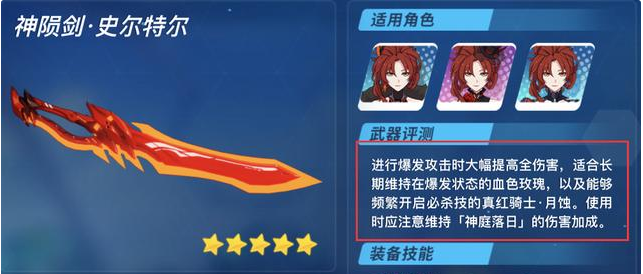 神陨剑·史尔特尔
适用角色
武器评测
进行爆发攻击时大幅提高全伤害，适合长
期维持在爆发状态的血色玫瑰，以及能够
频繁开启必杀技的真红骑士·月蚀。使用
时应注意维持「神庭落日」的伤害加成。
装备技能